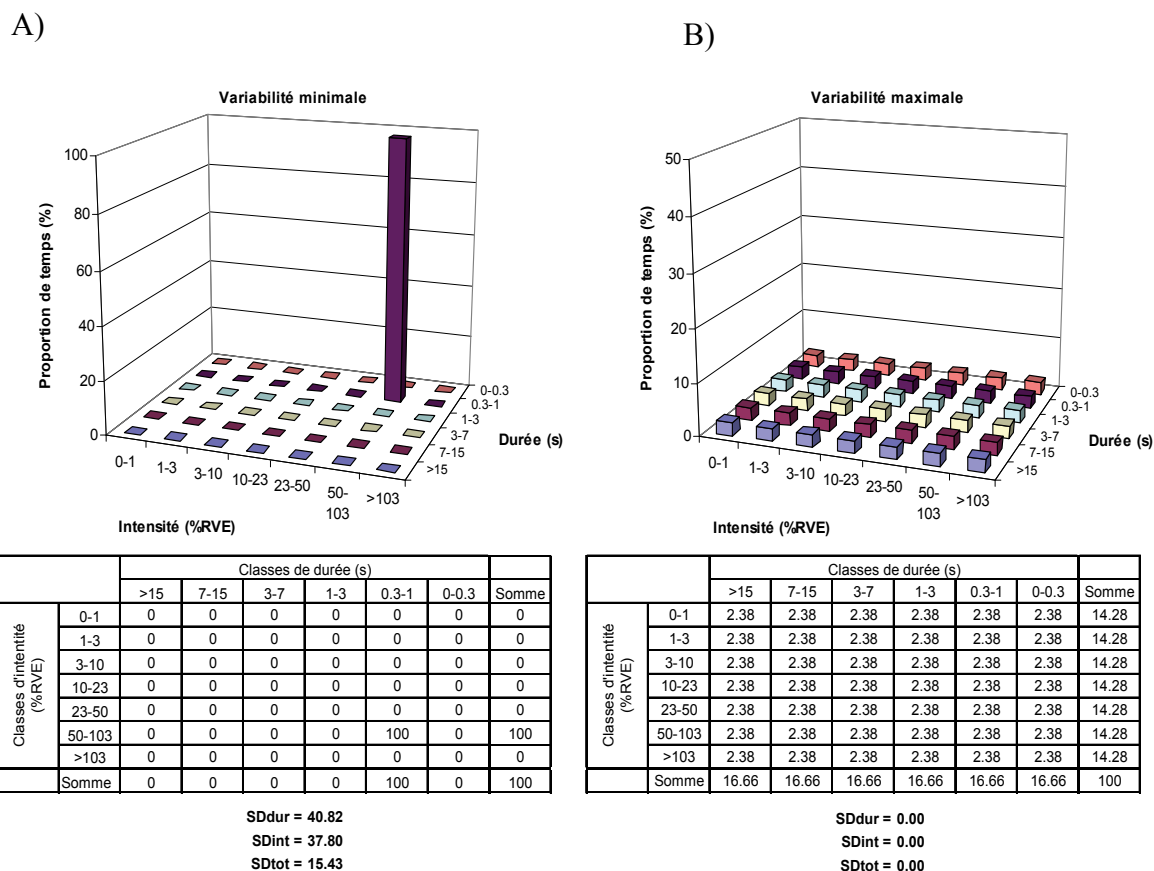 A)
Variabilité minimale
Proportion de temps (%)
100
80
60
40
20
0
0-1
1-3
3-10
10-23
23-50
50-
103
>103
Intensité (%RVE)
0-0.3
0.3-1
1-3
3-7
7-15
>15
Durée (s)
Classes de durée (s)
>15 7-15 3-7 1-3 0.3-1 0-0.3 Somme
Classes d'intentité
(%RVE)
0-1 0 0 0 0 0 0 0
1-3 0 0 0 0 0 0 0
3-10 0 0 0 0 0 0 0
10-23 0 0 0 0 0 0 0
23-50 0 0 0 0 0 0 0
50-103 0 0 0 0 100 0 100
>103 0 0 0 0 0 0 0
Somme 0 0 0 0 100 0 100
SDdur = 40.82
SDint = 37.80
SDtot = 15.43
B)
Variabilité maximale
Proportion de temps (%)
50
40
30
20
10
0
0-1
1-3
3-10
10-23
23-50
50-
103
>103
Intensité (%RVE)
0-0.3
0.3-1
1-3
3-7
7-15
>15
Durée (s)
Classes de durée (s)
>15 7-15 3-7 1-3 0.3-1 0-0.3 Somme
Classes d'intentité
(%RVE)
0-1 2.38 2.38 2.38 2.38 2.38 2.38 14.28
1-3 2.38 2.38 2.38 2.38 2.38 2.38 14.28
3-10 2.38 2.38 2.38 2.38 2.38 2.38 14.28
10-23 2.38 2.38 2.38 2.38 2.38 2.38 14.28
23-50 2.38 2.38 2.38 2.38 2.38 2.38 14.28
50-103 2.38 2.38 2.38 2.38 2.38 2.38 14.28
>103 2.38 2.38 2.38 2.38 2.38 2.38 14.28
Somme 16.66 16.66 16.66 16.66 16.66 16.66 100
SDdur = 0.00
SDint = 0.00
SDtot = 0.00